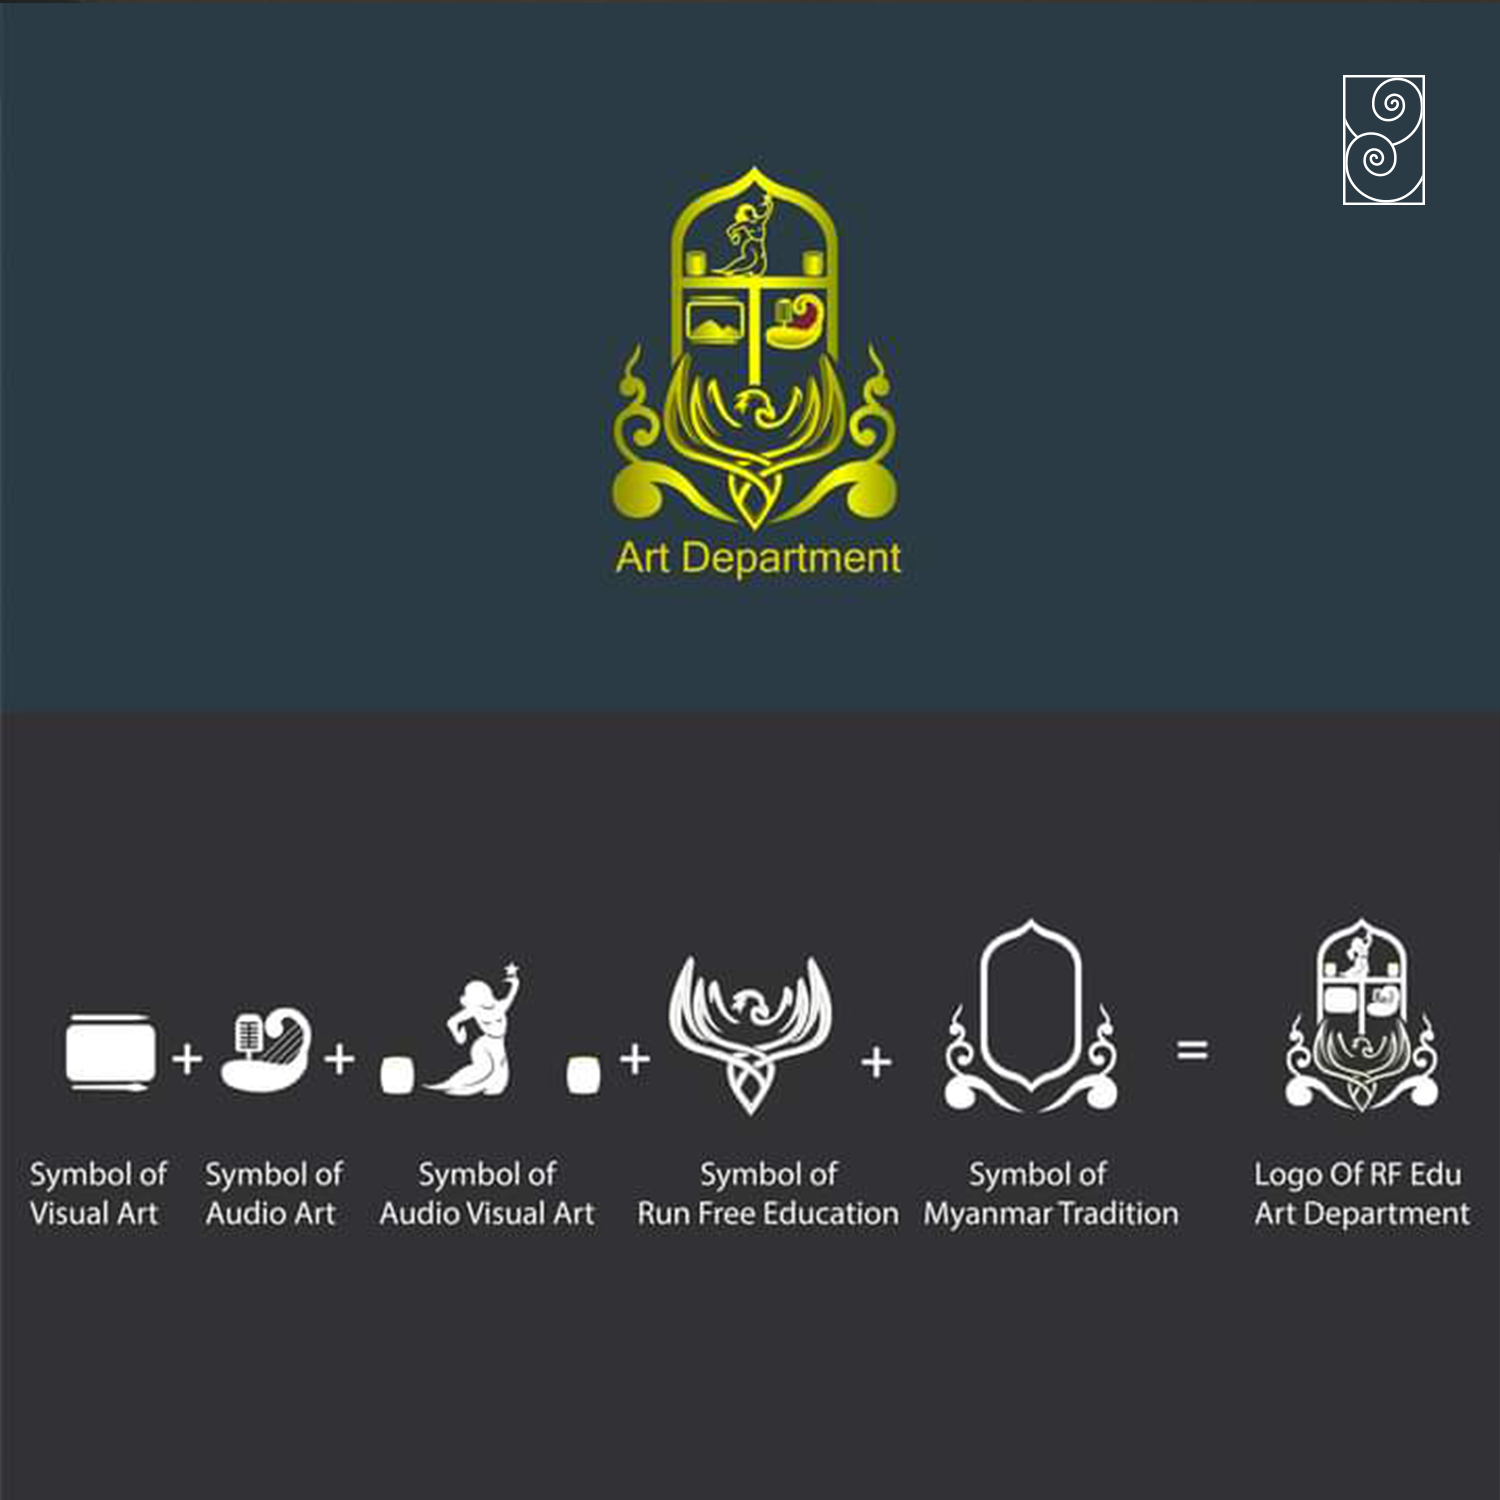 Art Department
+ + + + =
Symbol of
Visual Art
Symbol of
Audio Art
Symbol of
Audio Visual Art
Symbol of
Run Free Education
Symbol of
Myanmar Tradition
Logo Of RF Edu
Art Department